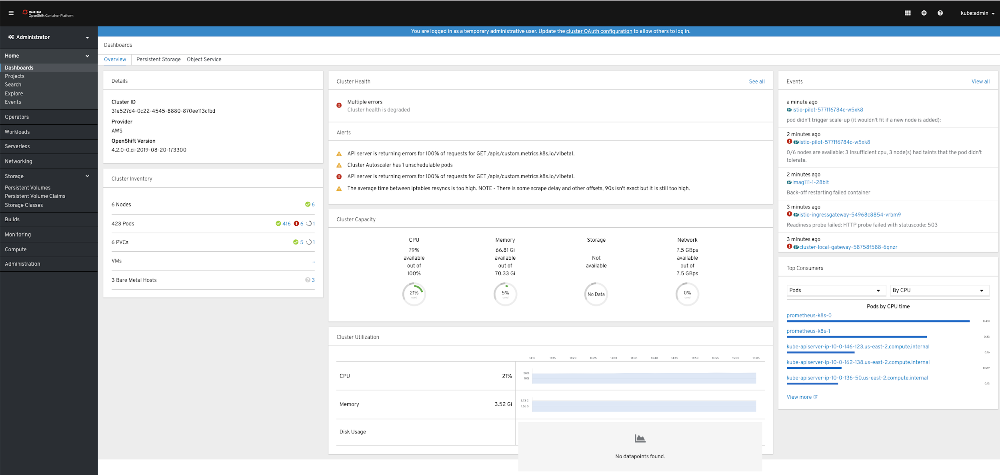 Red Hat
OpenShift Container Platform
kube:admin
Administrator
Home
Dashboards
Projects
Search
Explore
Events
Operators
Workloads
Serverless
Networking
Storage
Persistent Volumes
Persistent Volume Claims
Storage Classes
Builds
Monitoring
Compute
Administration
You are logged in as a temporary administrative user. Update the cluster OAuth configuration to allow others to log in.
Dashboards
Overview
Persistent Storage
Object Service
Details
Cluster ID
31e527d4-0c22-4545-8880-870ee113cfbd
Provider
AWS
OpenShift Version
4.2.0-0.ci-2019-08-20-173300
Cluster Inventory
6 Nodes
6
423 Pods
416 6 1
6 PVCs
5 1
VMs
3 Bare Metal Hosts
3
Cluster Health
See all
Multiple errors
Cluster health is degraded
Alerts
API server is returning errors for 100% of requests for GET /apis/custom.metrics.k8s.io/v1beta1.
Cluster Autoscaler has 1 unschedulable pods
API server is returning errors for 100% of requests for GET /apis/custom.metrics.k8s.io/v1beta1.
The average time between iptables resyncs is too high. NOTE - There is some scrape delay and other offsets, 90s isn't exact but it is still too high.
Cluster Capacity
CPU
79%
available
out of
100%
21%
used
Memory
66.81 Gi
available
out of
70.33 Gi
5%
used
Storage
Not
available
No Data
Network
7.5 GBps
available
out of
7.5 GBps
0%
used
Cluster Utilization
14:10 14:15 14:20 14:25 14:30 14:35 14:40 14:45 14:50 14:55 15:00 15:05
CPU
21%
20%
10%
Memory
3.52 Gi
3.73 Gi
1.86 Gi
Disk Usage
No datapoints found.
Events
View all
a minute ago
istio-pilot-577ff6784c-w5xk8
pod didn't trigger scale-up (it wouldn't fit if a new node is added):
2 minutes ago
istio-pilot-577ff6784c-w5xk8
0/6 nodes are available: 3 Insufficient cpu, 3 node(s) had taints that the pod didn't
tolerate.
2 minutes ago
imag111-1-28blt
Back-off restarting failed container
3 minutes ago
istio-ingressgateway-54968c8854-vrbm9
Readiness probe failed: HTTP probe failed with statuscode: 503
3 minutes ago
cluster-local-gateway-58758f588-6qnzr
Top Consumers
Pods
By CPU
Pods by CPU time
prometheus-k8s-0
0.431
prometheus-k8s-1
0.33
kube-apiserver-ip-10-0-146-123.us-east-2.compute.internal
0.16
kube-apiserver-ip-10-0-162-138.us-east-2.compute.internal
0.129
kube-apiserver-ip-10-0-136-50.us-east-2.compute.internal
0.12
View more